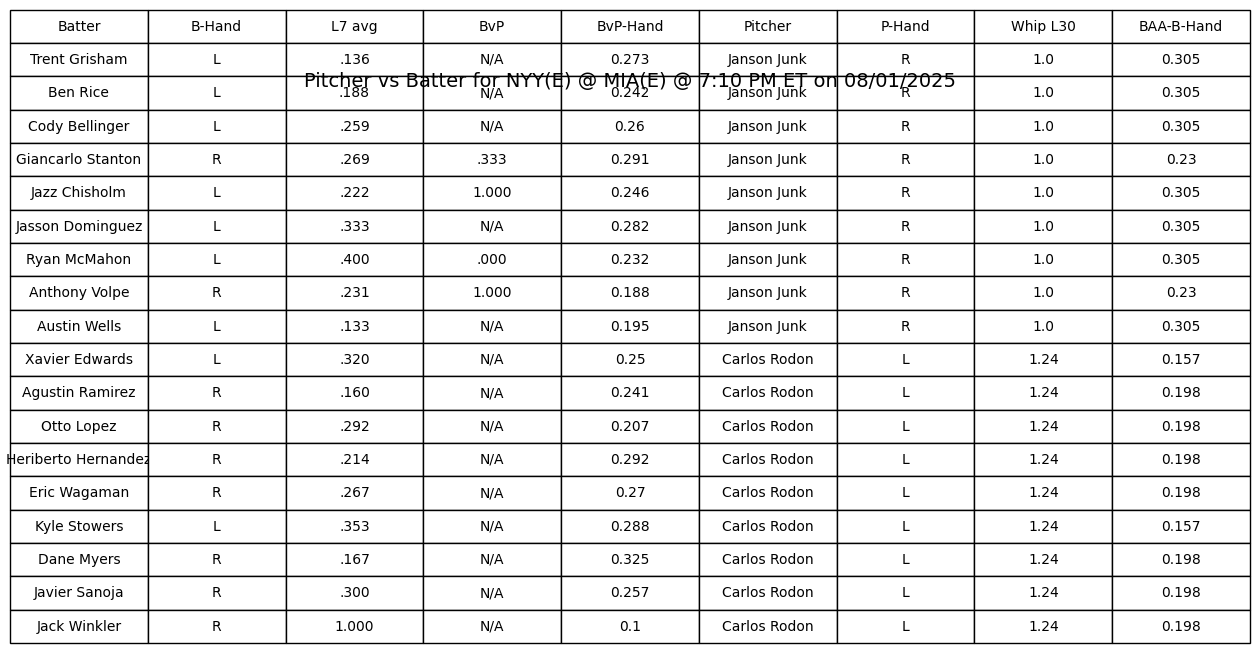 Batter B-Hand L7 avg BvP BvP-Hand Pitcher P-Hand Whip L30 BAA-B-Hand
Trent Grisham L .136 N/A 0.273 Janson Junk R 1.0 0.305
Pitcher vs Batter for NYY(E) @ MIA(E) @ 7:10 PM ET on 08/01/2025
Ben Rice L .188 N/A 0.242 Janson Junk R 1.0 0.305
Cody Bellinger L .259 N/A 0.26 Janson Junk R 1.0 0.305
Giancarlo Stanton R .269 .333 0.291 Janson Junk R 1.0 0.23
Jazz Chisholm L .222 1.000 0.246 Janson Junk R 1.0 0.305
Jasson Dominguez L .333 N/A 0.282 Janson Junk R 1.0 0.305
Ryan McMahon L .400 .000 0.232 Janson Junk R 1.0 0.305
Anthony Volpe R .231 1.000 0.188 Janson Junk R 1.0 0.23
Austin Wells L .133 N/A 0.195 Janson Junk R 1.0 0.305
Xavier Edwards L .320 N/A 0.25 Carlos Rodon L 1.24 0.157
Agustin Ramirez R .160 N/A 0.241 Carlos Rodon L 1.24 0.198
Otto Lopez R .292 N/A 0.207 Carlos Rodon L 1.24 0.198
Heriberto Hernandez R .214 N/A 0.292 Carlos Rodon L 1.24 0.198
Eric Wagaman R .267 N/A 0.27 Carlos Rodon L 1.24 0.198
Kyle Stowers L .353 N/A 0.288 Carlos Rodon L 1.24 0.157
Dane Myers R .167 N/A 0.325 Carlos Rodon L 1.24 0.198
Javier Sanoja R .300 N/A 0.257 Carlos Rodon L 1.24 0.198
Jack Winkler R 1.000 N/A 0.1 Carlos Rodon L 1.24 0.198